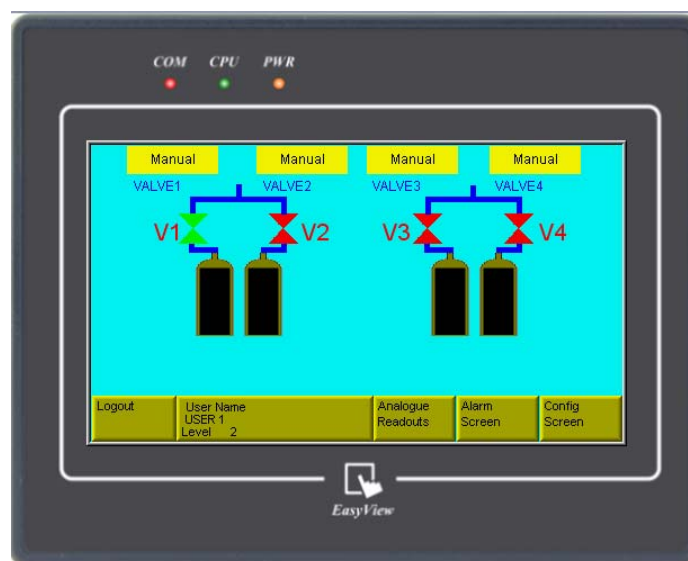 COM CPU PWR
Manual Manual Manual Manual
VALVE1 VALVE2 VALVE3 VALVE4
V1 V2 V3 V4
Logout
User Name
USER 1
Level 2
Analogue
Readouts
Alarm
Screen
Config
Screen
EasyView